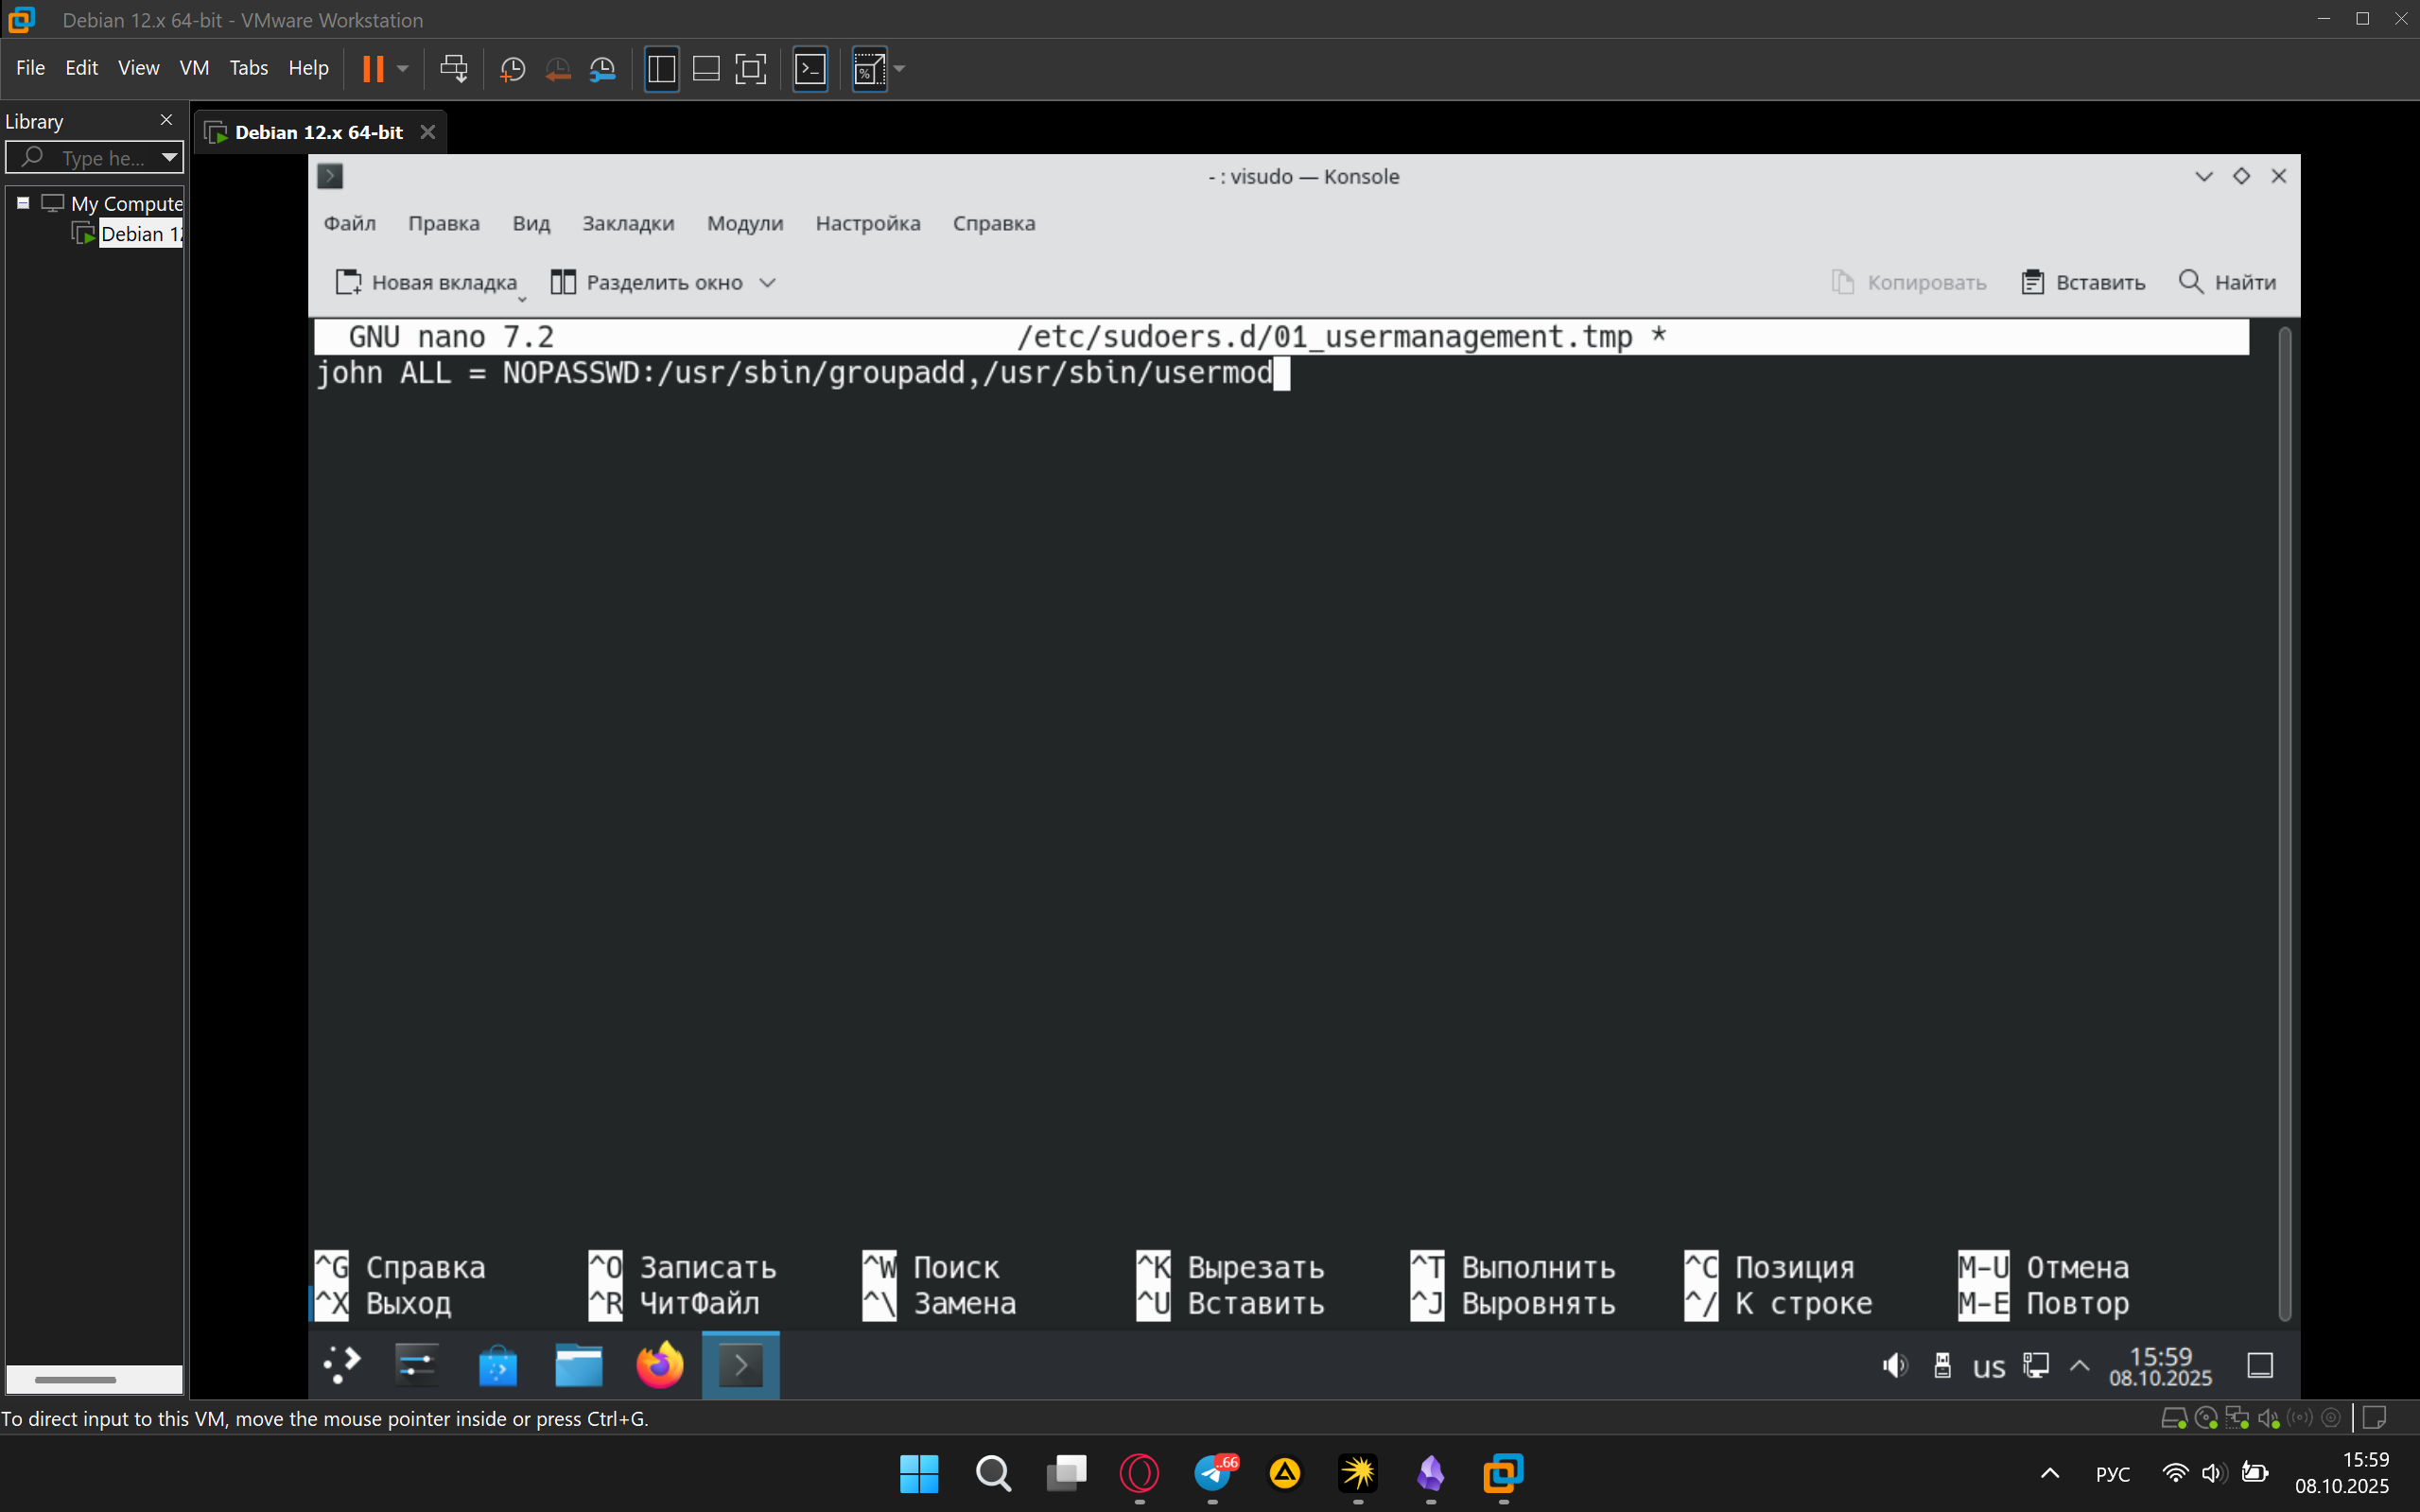 Debian 12.x 64-bit - VMware Workstation
File Edit View VM Tabs Help
Library
Type he...
My Compute
Debian 12
Debian 12.x 64-bit
- : visudo — Konsole
Файл Правка Вид Закладки Модули Настройка Справка
Новая вкладка Разделить окно Копировать Вставить Найти
GNU nano 7.2 /etc/sudoers.d/01_usermanagement.tmp *
john ALL = NOPASSWD:/usr/sbin/groupadd,/usr/sbin/usermod
^G Справка ^O Записать ^W Поиск ^K Вырезать ^T Выполнить ^C Позиция M-U Отмена
^X Выход ^R ЧитФайл ^\ Замена ^U Вставить ^J Выровнять ^/ К строке M-E Повтор
us
15:59
08.10.2025
To direct input to this VM, move the mouse pointer inside or press Ctrl+G.
..66
РУС
15:59
08.10.2025